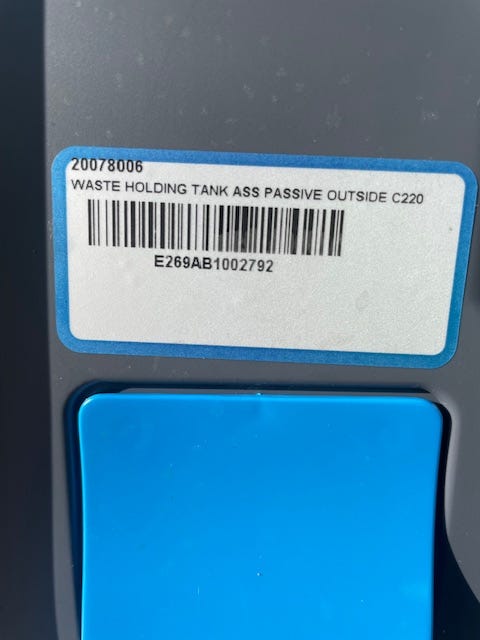 20078006
WASTE HOLDING TANK ASS PASSIVE OUTSIDE C220
E269AB1002792